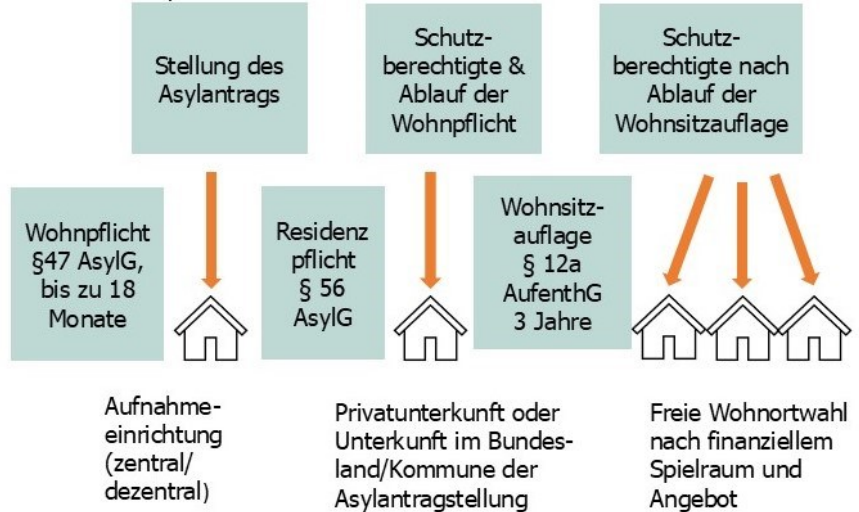 Stellung des
Asylantrags
Schutz-
berechtigte &
Ablauf der
Wohnpflicht
Schutz-
berechtigte nach
Ablauf der
Wohnsitzauflage
Wohnpflicht
§47 AsylG,
bis zu 18
Monate
Residenz
pflicht
§ 56
AsylG
Wohnsitz-
auflage
§ 12a
AufenthG
3 Jahre
Aufnahme-
einrichtung
(zentral/
dezentral)
Privatunterkunft oder
Unterkunft im Bundes-
land/Kommune der
Asylantragstellung
Freie Wohnortwahl
nach finanziellem
Spielraum und
Angebot